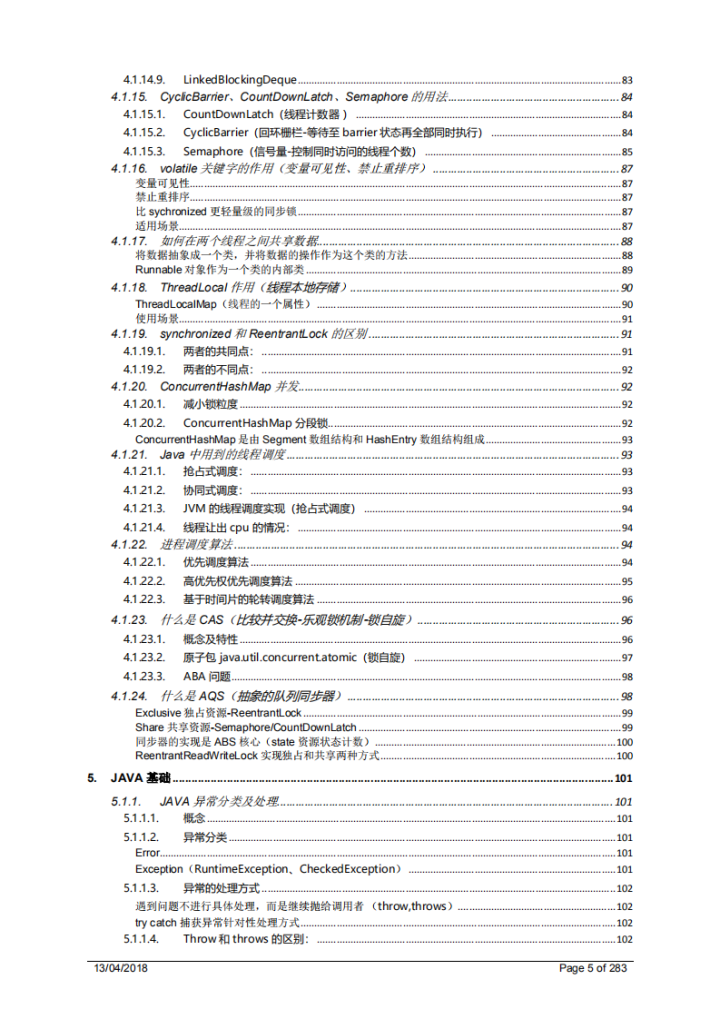 4.1.14.9. LinkedBlockingDeque 83
4.1.15. CyclicBarrier、CountDownLatch、Semaphore 的用法 84
4.1.15.1. CountDownLatch（线程计数器 ） 84
4.1.15.2. CyclicBarrier（回环栅栏-等待至 barrier 状态再全部同时执行） 84
4.1.15.3. Semaphore（信号量-控制同时访问的线程个数） 85
4.1.16. volatile 关键字的作用（变量可见性、禁止重排序） 87
变量可见性 87
禁止重排序 87
比 sychronized 更轻量级的同步锁 87
适用场景 87
4.1.17. 如何在两个线程之间共享数据 88
将数据抽象成一个类，并将数据的操作作为这个类的方法 88
Runnable 对象作为一个类的内部类 89
4.1.18. ThreadLocal 作用（线程本地存储） 90
ThreadLocalMap（线程的一个属性） 90
使用场景 91
4.1.19. synchronized 和 ReentrantLock 的区别 91
4.1.19.1. 两者的共同点： 91
4.1.19.2. 两者的不同点： 92
4.1.20. ConcurrentHashMap 并发 92
4.1.20.1. 减小锁粒度 92
4.1.20.2. ConcurrentHashMap 分段锁 92
ConcurrentHashMap 是由 Segment 数组结构和 HashEntry 数组结构组成 93
4.1.21. Java 中用到的线程调度 93
4.1.21.1. 抢占式调度： 93
4.1.21.2. 协同式调度： 93
4.1.21.3. JVM 的线程调度实现（抢占式调度） 94
4.1.21.4. 线程让出 cpu 的情况： 94
4.1.22. 进程调度算法 94
4.1.22.1. 优先调度算法 94
4.1.22.2. 高优先权优先调度算法 95
4.1.22.3. 基于时间片的轮转调度算法 96
4.1.23. 什么是 CAS（比较并交换-乐观锁机制-锁自旋） 96
4.1.23.1. 概念及特性 96
4.1.23.2. 原子包 java.util.concurrent.atomic（锁自旋） 97
4.1.23.3. ABA 问题 98
4.1.24. 什么是 AQS（抽象的队列同步器） 98
Exclusive 独占资源-ReentrantLock 99
Share 共享资源-Semaphore/CountDownLatch 99
同步器的实现是 ABS 核心（state 资源状态计数） 100
ReentrantReadWriteLock 实现独占和共享两种方式 100
5. JAVA 基础 101
5.1.1. JAVA 异常分类及处理 101
5.1.1.1. 概念 101
5.1.1.2. 异常分类 101
Error 101
Exception（RuntimeException、CheckedException） 101
5.1.1.3. 异常的处理方式 102
遇到问题不进行具体处理，而是继续抛给调用者 （throw,throws） 102
try catch 捕获异常针对性处理方式 102
5.1.1.4. Throw 和 throws 的区别： 102
13/04/2018 Page 5 of 283